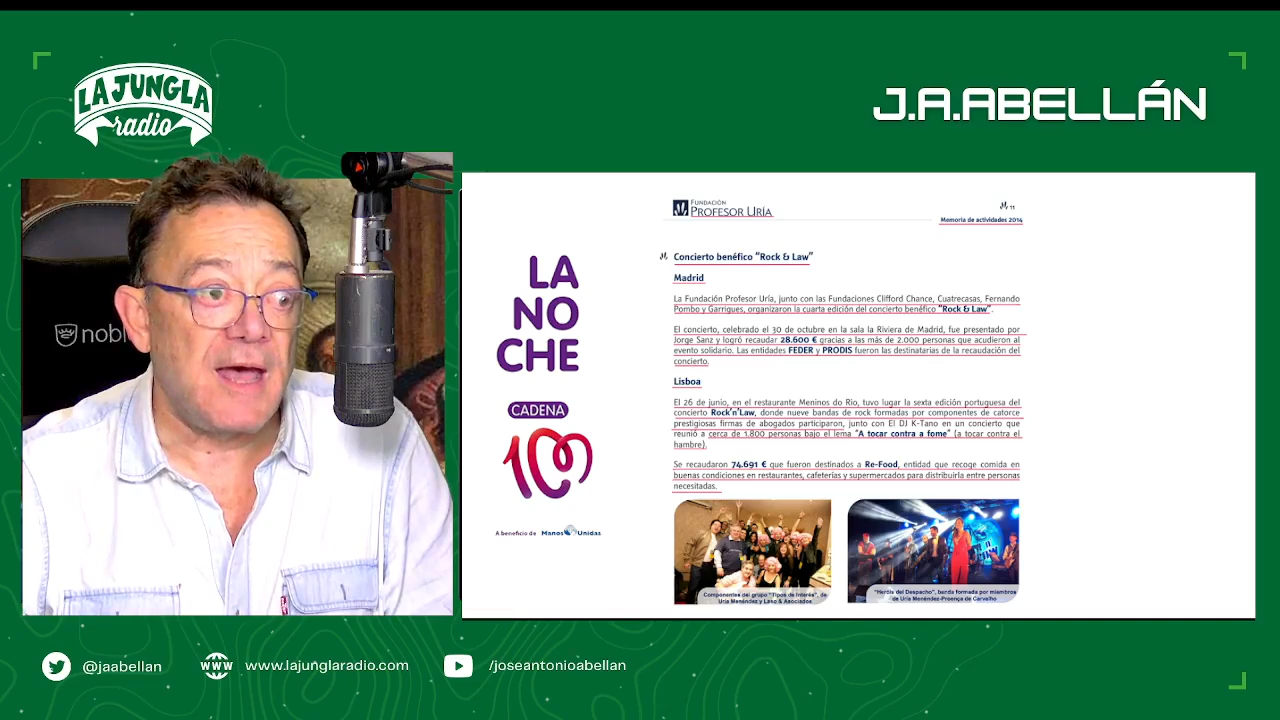 LA JUNGLA
radio
J.A.ABELLÁN
LA
NO
CHE
CADENA
100
A beneficio de Manos Unidas
FUNDACIÓN
PROFESOR URÍA
11
Memoria de actividades 2014
Concierto benéfico "Rock & Law"
Madrid
La Fundación Profesor Uría, junto con las Fundaciones Clifford Chance, Cuatrecasas, Fernando
Pombo y Garrigues, organizaron la cuarta edición del concierto benéfico "Rock & Law".
El concierto, celebrado el 30 de octubre en la sala la Riviera de Madrid, fue presentado por
Jorge Sanz y logró recaudar 28.600 € gracias a las más de 2.000 personas que acudieron al
evento solidario. Las entidades FEDER y PRODIS fueron las destinatarias de la recaudación del
concierto.
Lisboa
El 26 de junio, en el restaurante Meninos do Rio, tuvo lugar la sexta edición portuguesa del
concierto Rock'n'Law, donde nueve bandas de rock formadas por componentes de catorce
prestigiosas firmas de abogados participaron, junto con El DJ K-Tano en un concierto que
reunió a cerca de 1.800 personas bajo el lema "A tocar contra a fome" (a tocar contra el
hambre).
Se recaudaron 74.691 € que fueron destinados a Re-Food, entidad que recoge comida en
buenas condiciones en restaurantes, cafeterías y supermercados para distribuirla entre personas
necesitadas.
Componentes del grupo "Tipos de Interés", de
Uría Menéndez y Laso & Asociados
"Heróis del Despacho", banda formada por miembros
de Uría Menéndez-Proença de Carvalho
@jaabellan
www
www.lajunglaradio.com
/joseantonioabellan